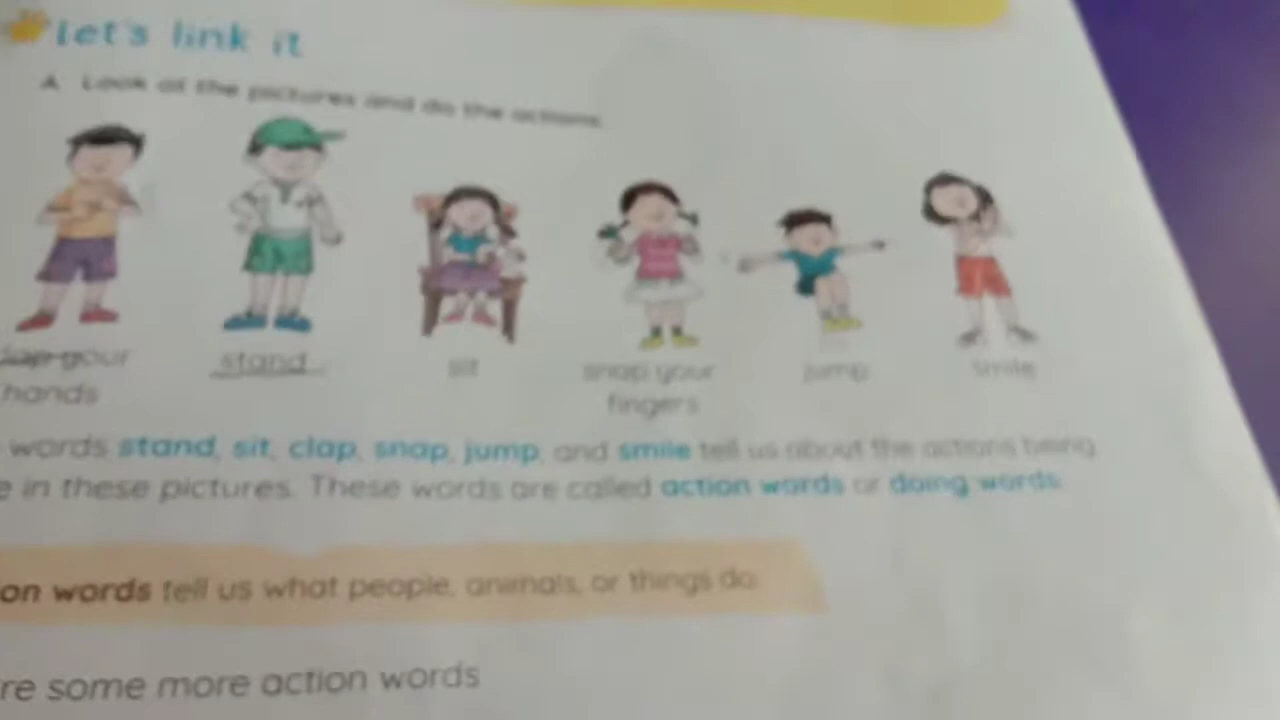 Let's link it
A Look at the pictures and do the actions.
clap your hands
stand
sit
snap your fingers
jump
smile
words stand, sit, clap, snap, jump, and smile tell us about the actions being
e in these pictures. These words are called action words or doing words.
on words tell us what people, animals, or things do.
re some more action words